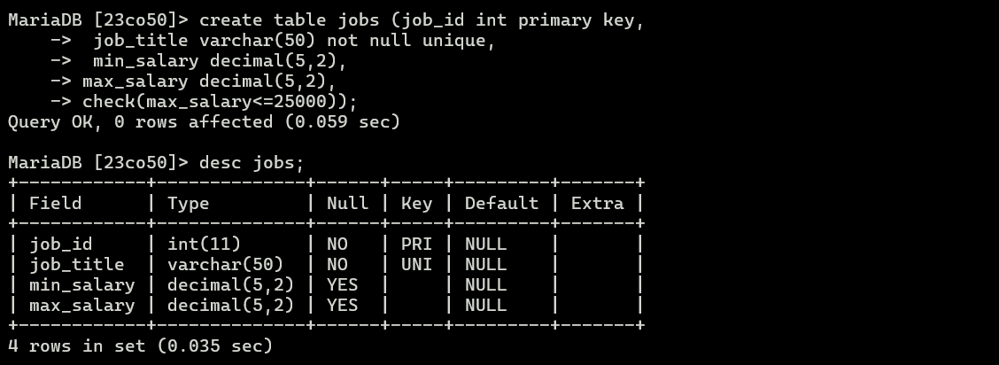 MariaDB [23co50]> create table jobs (job_id int primary key,
    ->  job_title varchar(50) not null unique,
    ->  min_salary decimal(5,2),
    -> max_salary decimal(5,2),
    -> check(max_salary<=25000));
Query OK, 0 rows affected (0.059 sec)

MariaDB [23co50]> desc jobs;
+------------+--------------+------+-----+---------+-------+
| Field      | Type         | Null | Key | Default | Extra |
+------------+--------------+------+-----+---------+-------+
| job_id     | int(11)      | NO   | PRI | NULL    |       |
| job_title  | varchar(50)  | NO   | UNI | NULL    |       |
| min_salary | decimal(5,2) | YES  |     | NULL    |       |
| max_salary | decimal(5,2) | YES  |     | NULL    |       |
+------------+--------------+------+-----+---------+-------+
4 rows in set (0.035 sec)